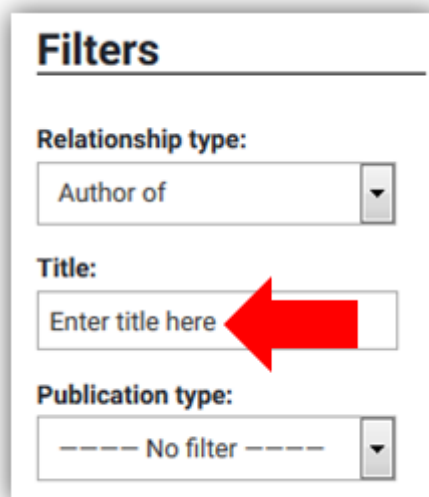 Filters
Relationship type:
Author of
Title:
Enter title here
Publication type:
———— No filter ————